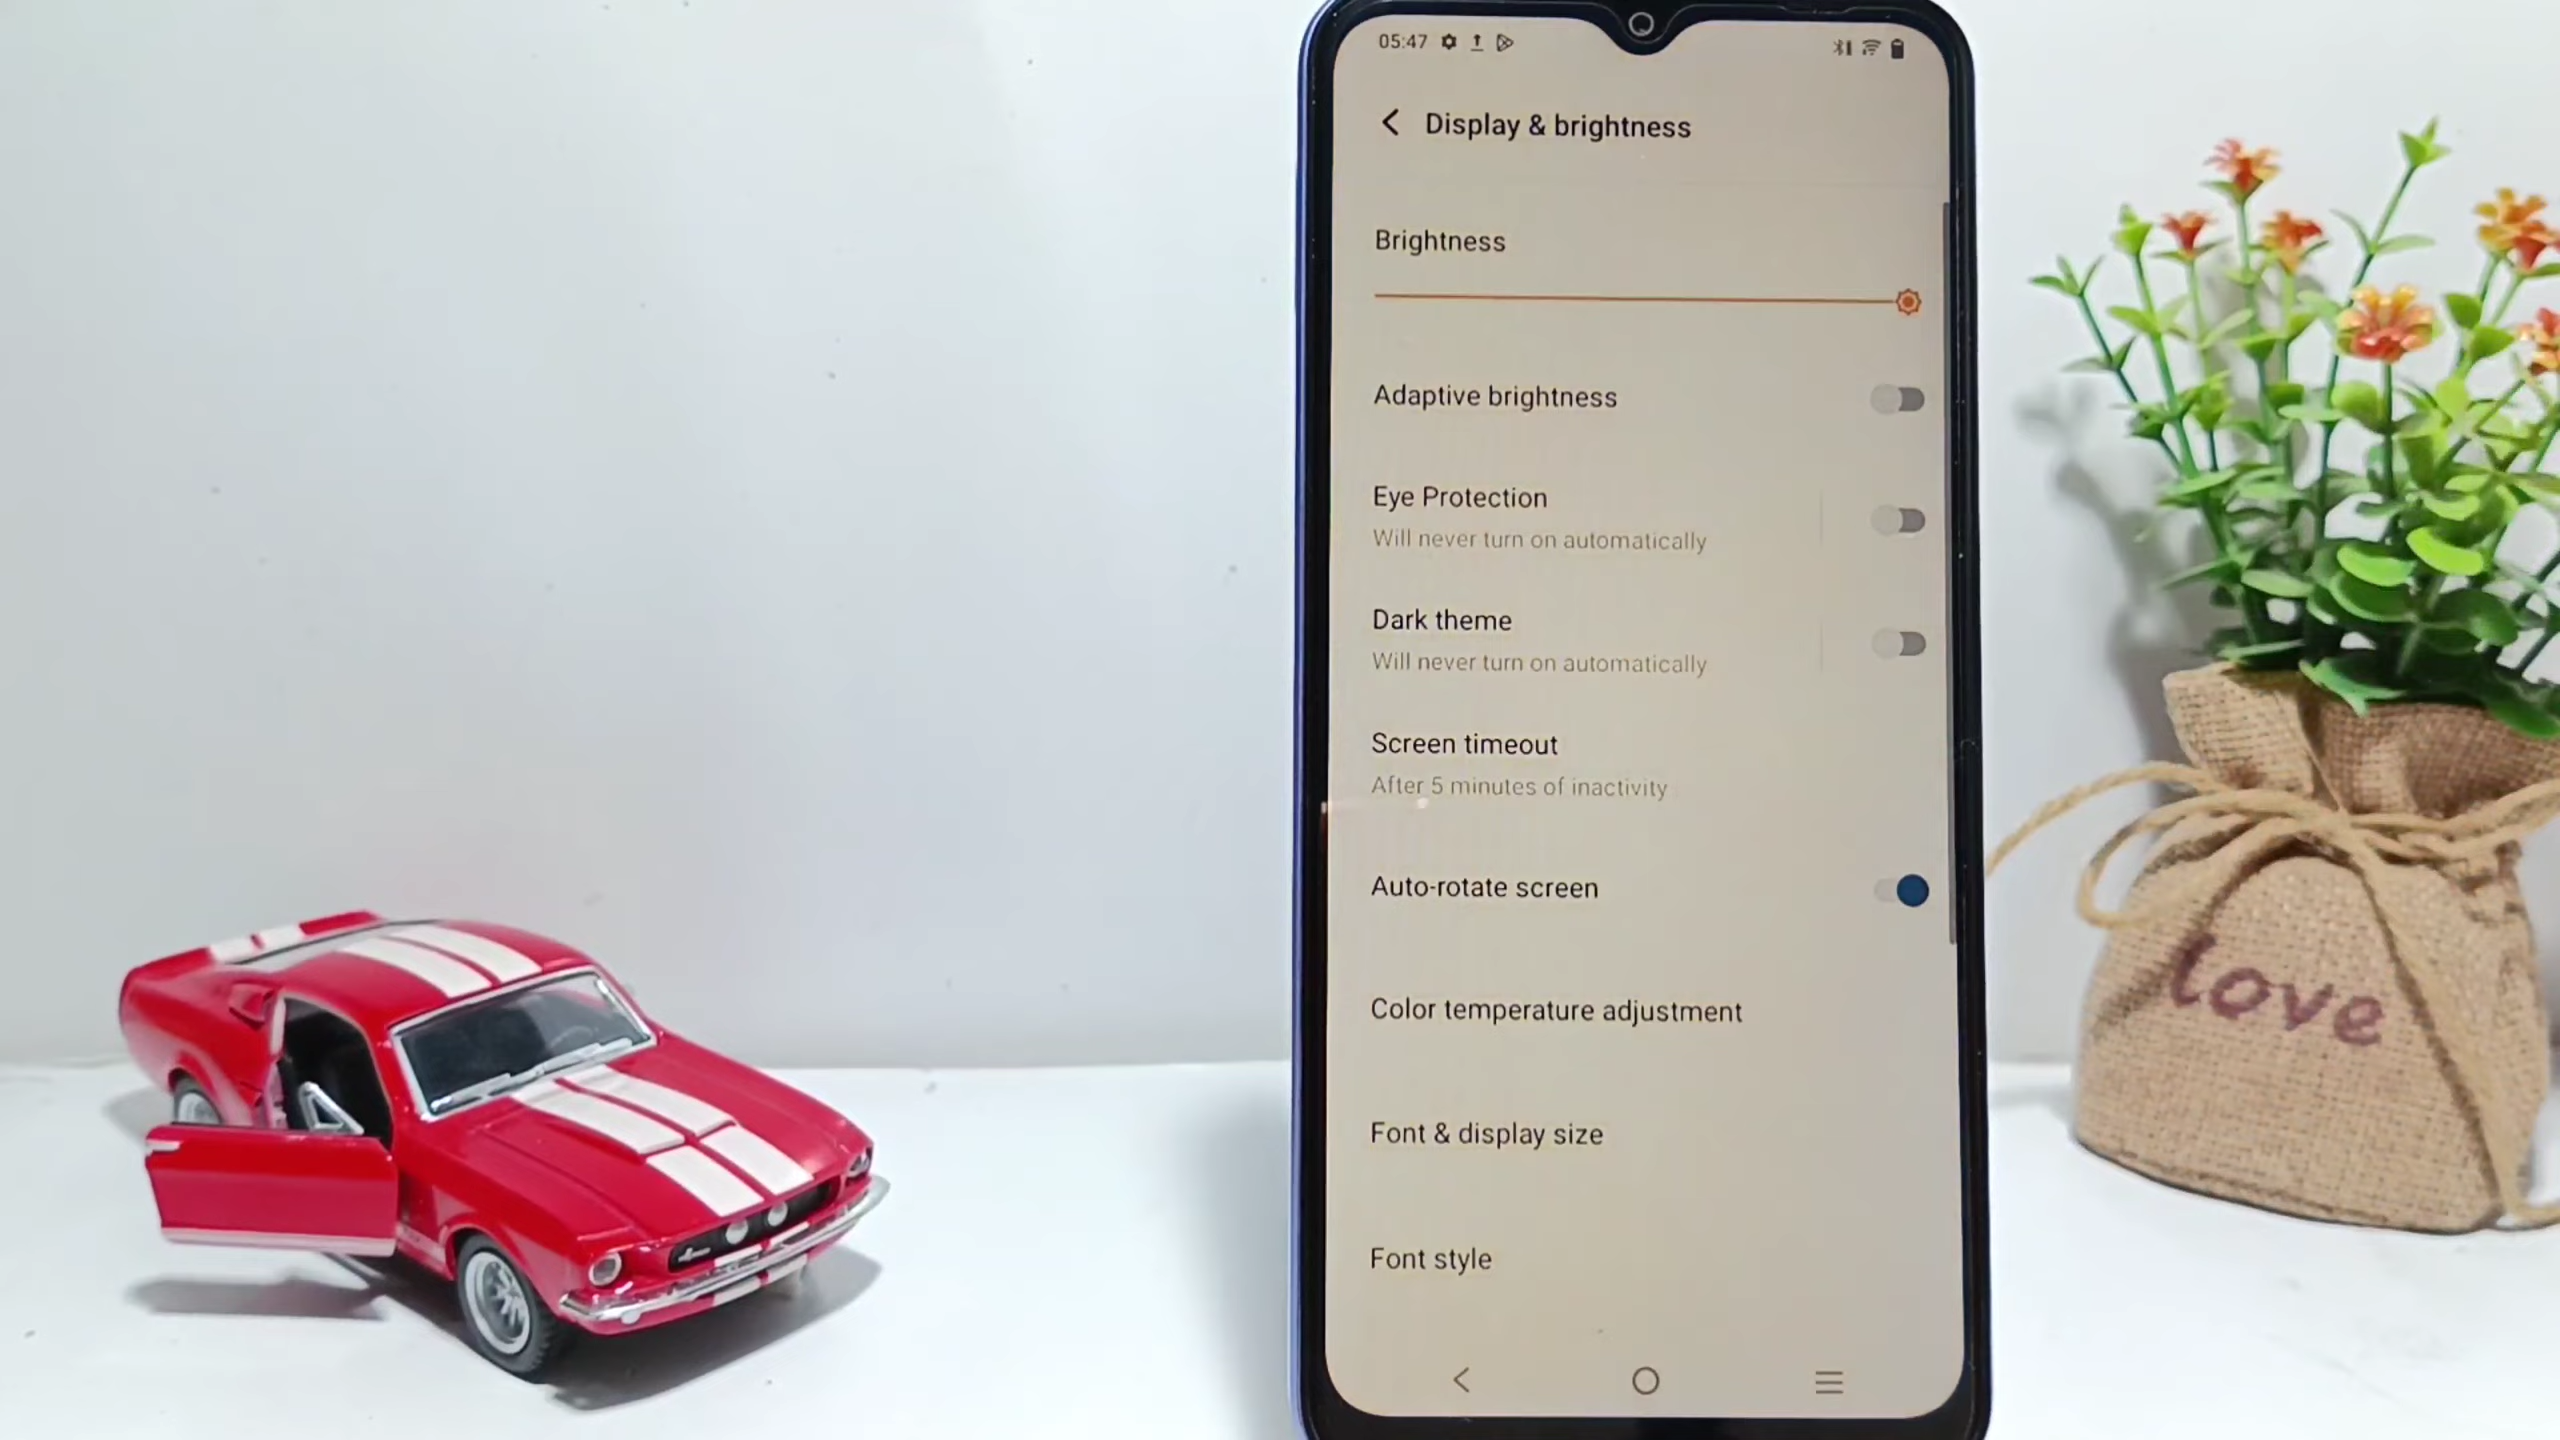 05:47
Display & brightness
Brightness
Adaptive brightness
Eye Protection
Will never turn on automatically
Dark theme
Will never turn on automatically
Screen timeout
After 5 minutes of inactivity
Auto-rotate screen
Color temperature adjustment
Font & display size
Font style
love